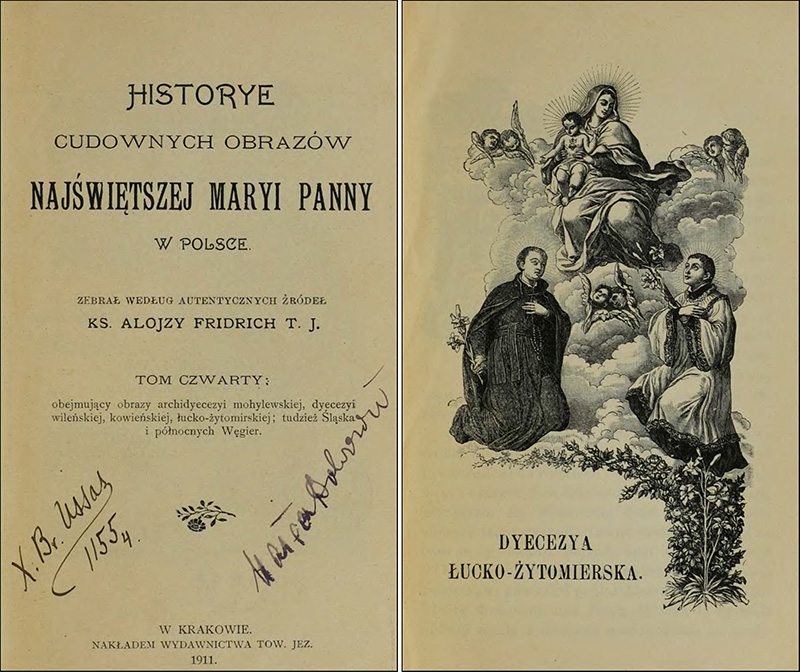 HISTORYE
CUDOWNYCH OBRAZÓW
NAJŚWIĘTSZEJ MARYI PANNY
W POLSCE.
ZEBRAŁ WEDŁUG AUTENTYCZNYCH ŹRÓDEŁ
KS. ALOJZY FRIDRICH T. J.
TOM CZWARTY;
obejmujący obrazy archidyecezyi mohylewskiej, dyecezyi
wileńskiej, kowieńskiej, łucko-żytomirskiej; tudzież Śląska
i północnych Węgier.
X. Br. Ussas
1155
W KRAKOWIE.
NAKŁADEM WYDAWNICTWA TOW. JEZ.
1911.
DYECEZYA
ŁUCKO-ŻYTOMIERSKA.